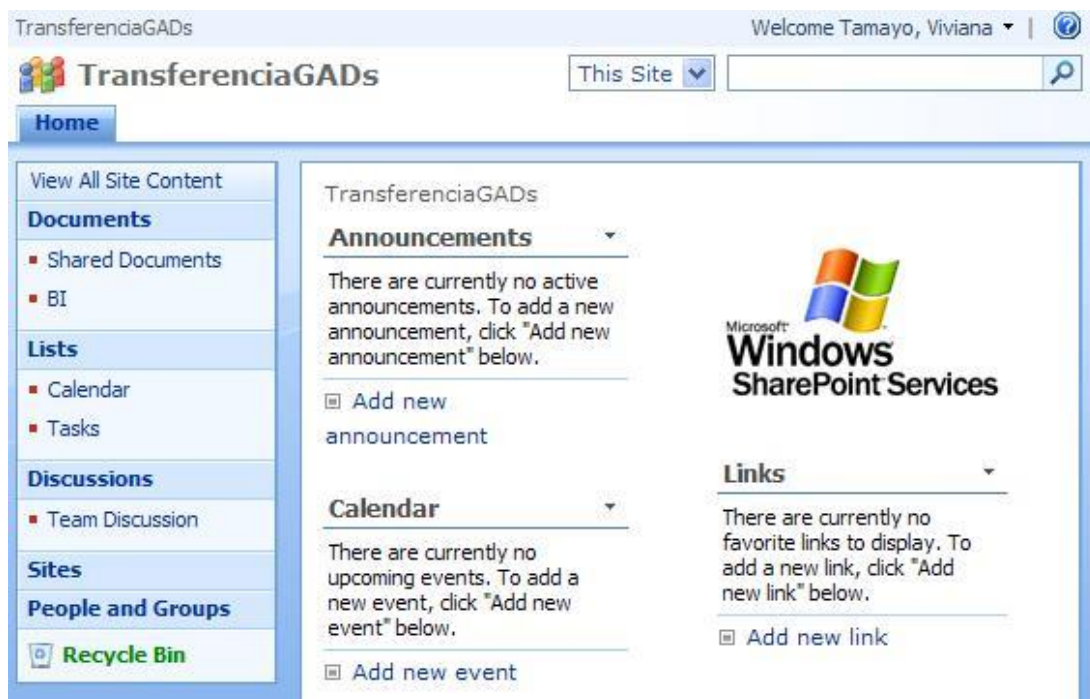 TransferenciaGADs
Welcome Tamayo, Viviana
TransferenciaGADs
This Site
Home
View All Site Content
Documents
Shared Documents
BI
Lists
Calendar
Tasks
Discussions
Team Discussion
Sites
People and Groups
Recycle Bin
TransferenciaGADs
Announcements
There are currently no active
announcements. To add a new
announcement, click "Add new
announcement" below.
Add new
announcement
Calendar
There are currently no
upcoming events. To add a
new event, click "Add new
event" below.
Add new event
Microsoft
Windows
SharePoint Services
Links
There are currently no
favorite links to display. To
add a new link, click "Add
new link" below.
Add new link